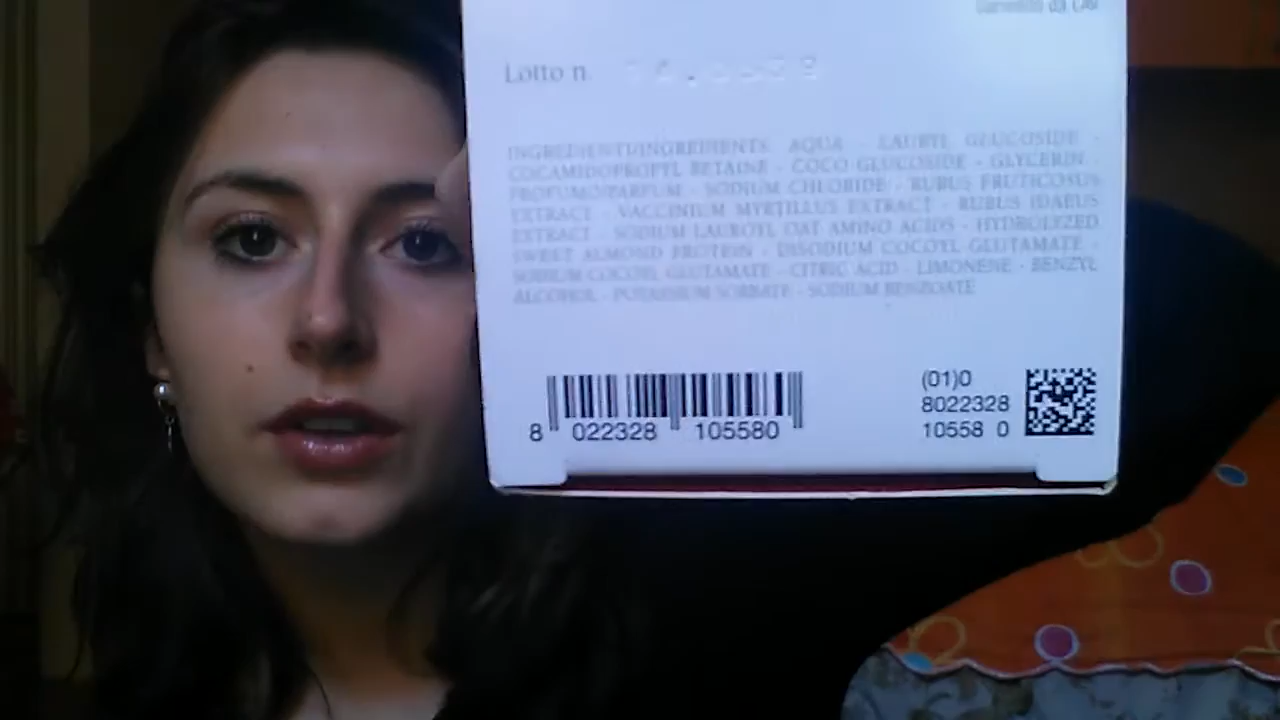 Lotto n.
INGREDIENTI/INGREDIENTS: AQUA - LAURYL GLUCOSIDE -
COCAMIDOPROPYL BETAINE - COCO GLUCOSIDE - GLYCERIN -
PROFUMO/PARFUM - SODIUM CHLORIDE - RUBUS FRUTICOSUS
EXTRACT - VACCINIUM MYRTILLUS EXTRACT - RUBUS IDAEUS
EXTRACT - SODIUM LAUROYL OAT AMINO ACIDS - HYDROLYZED
SWEET ALMOND PROTEIN - DISODIUM COCOYL GLUTAMATE -
SODIUM COCOYL GLUTAMATE - CITRIC ACID - LIMONENE - BENZYL
ALCOHOL - POTASSIUM SORBATE - SODIUM BENZOATE
8 022328 105580
(01)0
8022328
10558 0